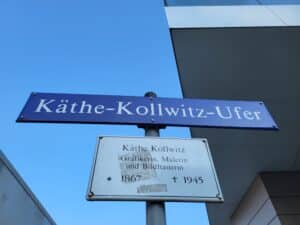 Käthe-Kollwitz-Ufer
Käthe Kollwitz
Grafikerin, Malerin
und Bildhauerin
* 1867 † 1945